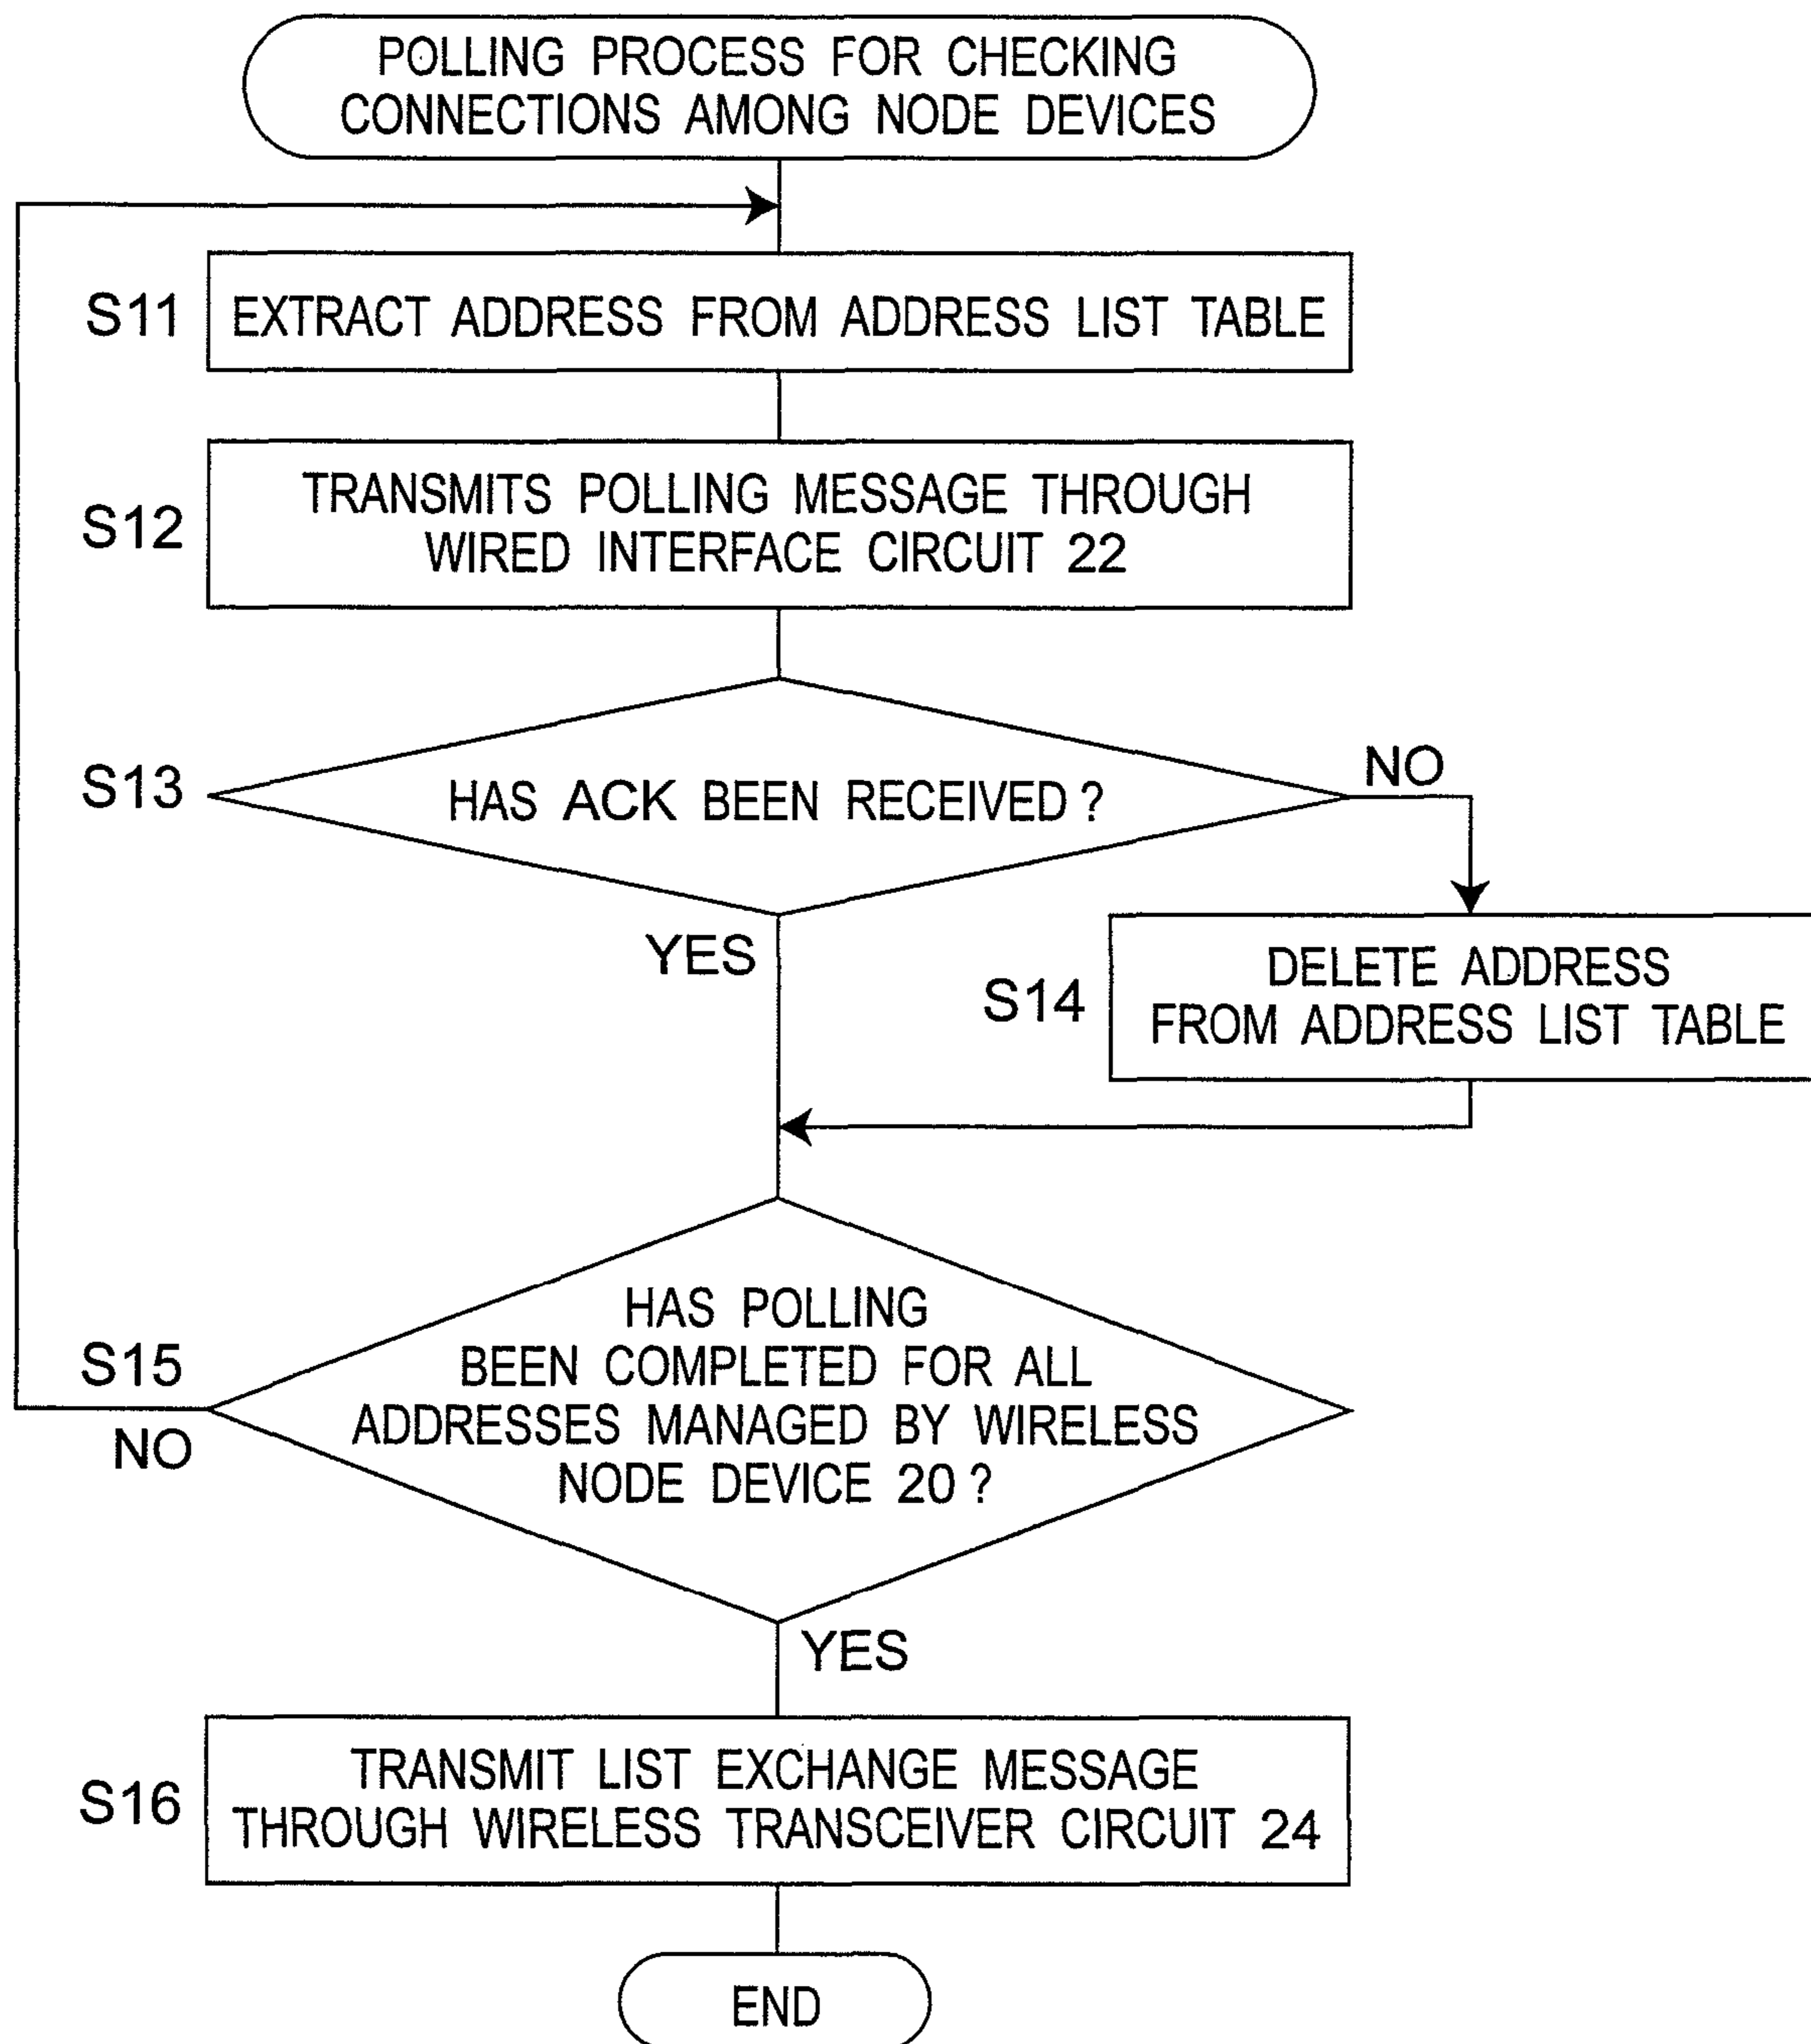 POLLING PROCESS FOR CHECKING
CONNECTIONS AMONG NODE DEVICES
S11
EXTRACT ADDRESS FROM ADDRESS LIST TABLE
S12
TRANSMITS POLLING MESSAGE THROUGH
WIRED INTERFACE CIRCUIT 22
S13
HAS ACK BEEN RECEIVED ?
NO
YES
S14
DELETE ADDRESS
FROM ADDRESS LIST TABLE
S15
HAS POLLING
BEEN COMPLETED FOR ALL
ADDRESSES MANAGED BY WIRELESS
NODE DEVICE 20 ?
NO
YES
S16
TRANSMIT LIST EXCHANGE MESSAGE
THROUGH WIRELESS TRANSCEIVER CIRCUIT 24
END